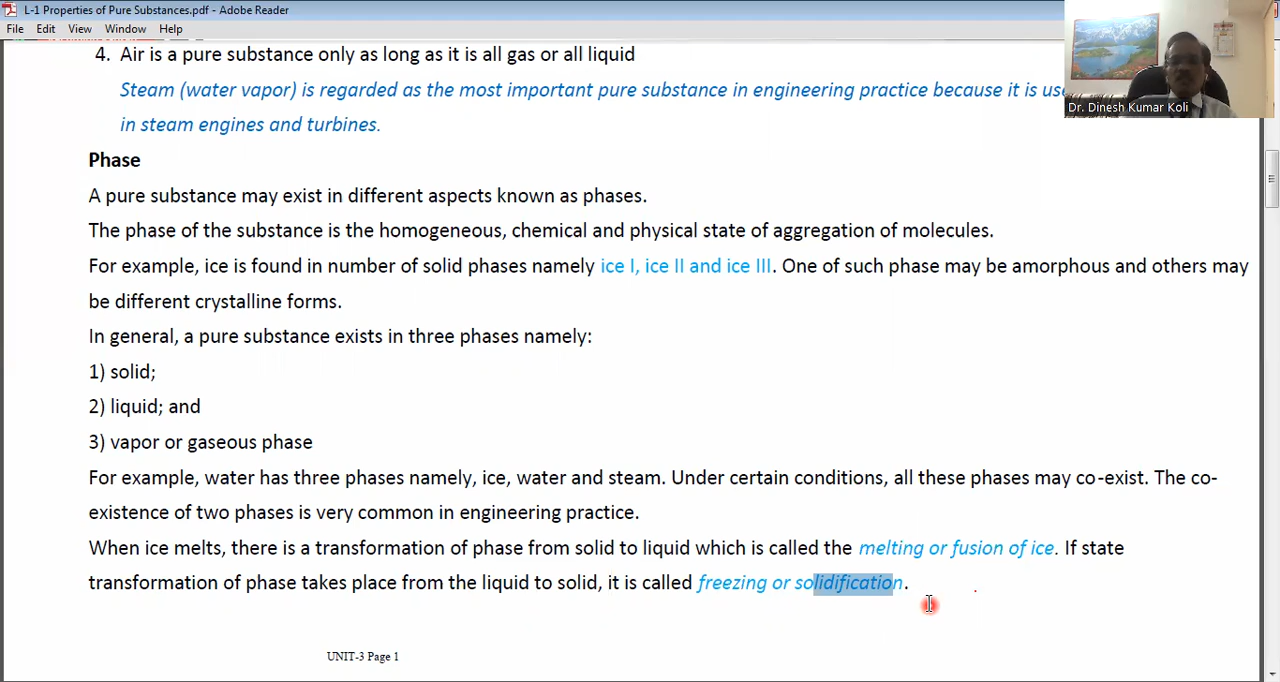 L-1 Properties of Pure Substances.pdf - Adobe Reader
File Edit View Window Help
4. Air is a pure substance only as long as it is all gas or all liquid
Steam (water vapor) is regarded as the most important pure substance in engineering practice because it is
in steam engines and turbines.
Dr. Dinesh Kumar Koli
Phase
A pure substance may exist in different aspects known as phases.
The phase of the substance is the homogeneous, chemical and physical state of aggregation of molecules.
For example, ice is found in number of solid phases namely ice I, ice II and ice III. One of such phase may be amorphous and others may
be different crystalline forms.
In general, a pure substance exists in three phases namely:
1) solid;
2) liquid; and
3) vapor or gaseous phase
For example, water has three phases namely, ice, water and steam. Under certain conditions, all these phases may co-exist. The co-
existence of two phases is very common in engineering practice.
When ice melts, there is a transformation of phase from solid to liquid which is called the melting or fusion of ice. If state
transformation of phase takes place from the liquid to solid, it is called freezing or solidification.
UNIT-3 Page 1